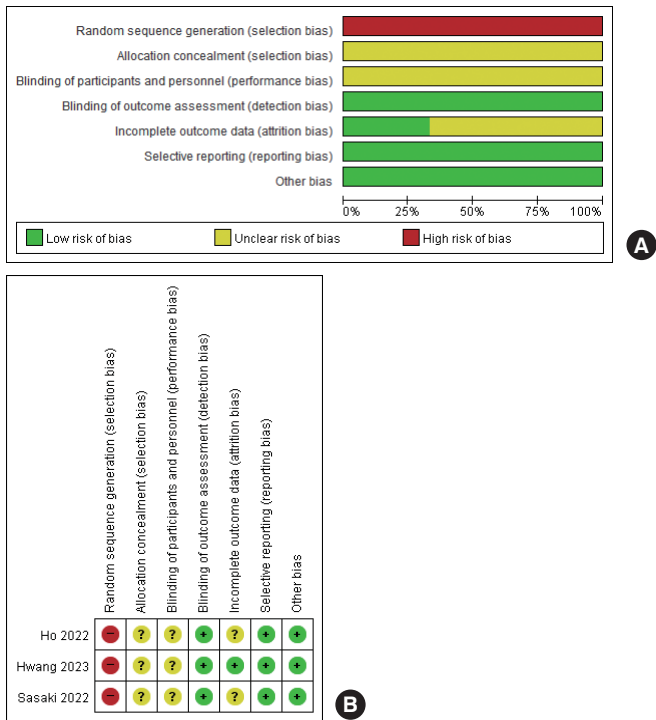 Random sequence generation (selection bias)
Allocation concealment (selection bias)
Blinding of participants and personnel (performance bias)
Blinding of outcome assessment (detection bias)
Incomplete outcome data (attrition bias)
Selective reporting (reporting bias)
Other bias
0% 25% 50% 75% 100%
Low risk of bias Unclear risk of bias High risk of bias
A
Random sequence generation (selection bias)
Allocation concealment (selection bias)
Blinding of participants and personnel (performance bias)
Blinding of outcome assessment (detection bias)
Incomplete outcome data (attrition bias)
Selective reporting (reporting bias)
Other bias
Ho 2022 − ? ? + ? + +
Hwang 2023 − ? ? + + + +
Sasaki 2022 − ? ? + ? + +
B